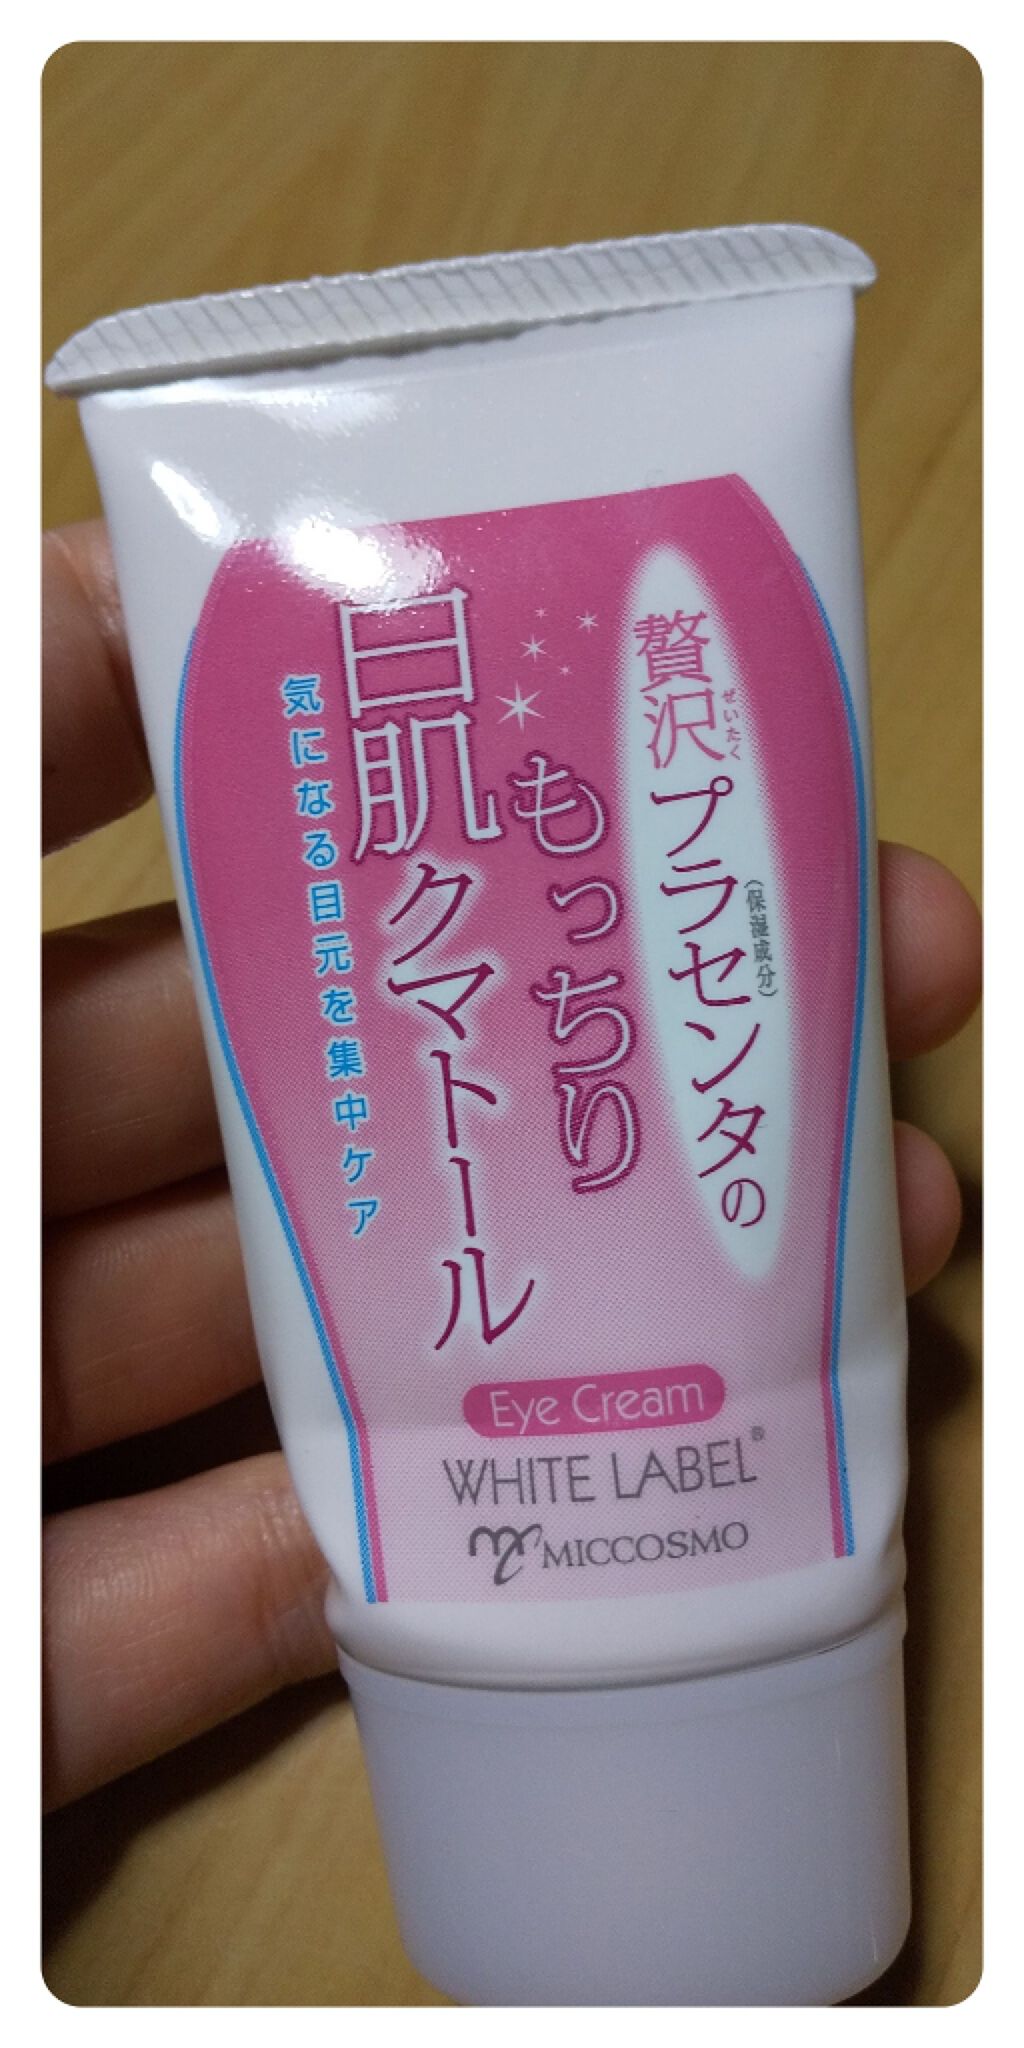 贅沢プラセンタの
ぜいたく
(保湿成分)
もっちり
白肌クマトール
気になる目元を集中ケア
Eye Cream
WHITE LABEL®
MICCOSMO